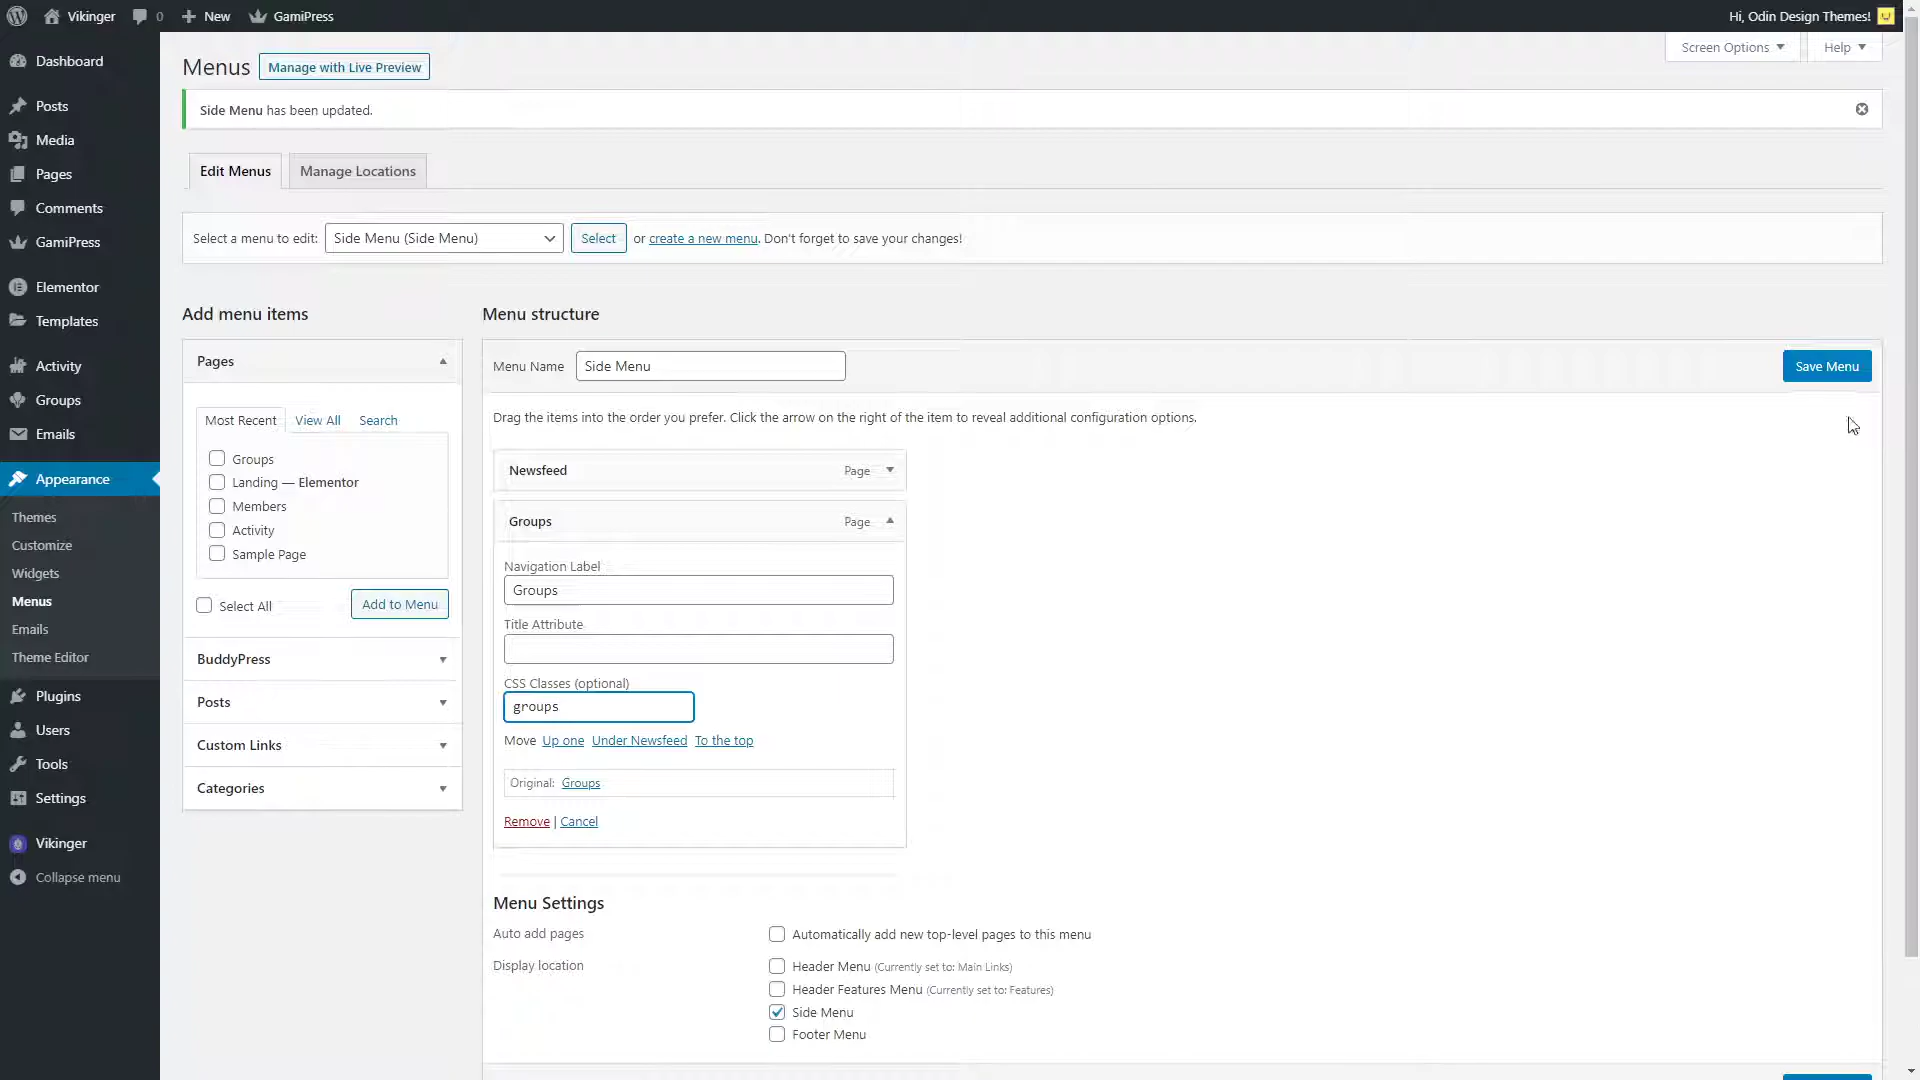 Vikinger
0
New
GamiPress
Hi, Odin Design Themes!
Screen Options
Help
Dashboard
Posts
Media
Pages
Comments
GamiPress
Elementor
Templates
Activity
Groups
Emails
Appearance
Themes
Customize
Widgets
Menus
Emails
Theme Editor
Plugins
Users
Tools
Settings
Vikinger
Collapse menu
Menus
Manage with Live Preview
Side Menu has been updated.
Edit Menus
Manage Locations
Select a menu to edit: Side Menu (Side Menu) Select or create a new menu. Don't forget to save your changes!
Add menu items
Pages
Most Recent
View All
Search
Groups
Landing — Elementor
Members
Activity
Sample Page
Select All
Add to Menu
BuddyPress
Posts
Custom Links
Categories
Menu structure
Menu Name
Side Menu
Save Menu
Drag the items into the order you prefer. Click the arrow on the right of the item to reveal additional configuration options.
Newsfeed
Page
Groups
Page
Navigation Label
Groups
Title Attribute
CSS Classes (optional)
groups
Move Up one Under Newsfeed To the top
Original: Groups
Remove | Cancel
Menu Settings
Auto add pages
Automatically add new top-level pages to this menu
Display location
Header Menu (Currently set to: Main Links)
Header Features Menu (Currently set to: Features)
Side Menu
Footer Menu